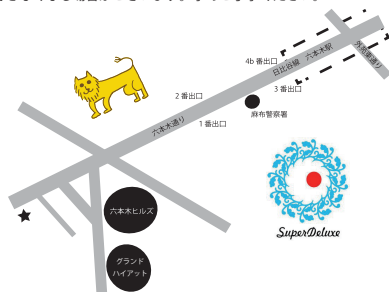 4b 番出口
日比谷線 六本木駅
外苑東通り
2 番出口
3 番出口
麻布警察署
六本木通り
1 番出口
六本木ヒルズ
SuperDeluxe
グランド
ハイアット